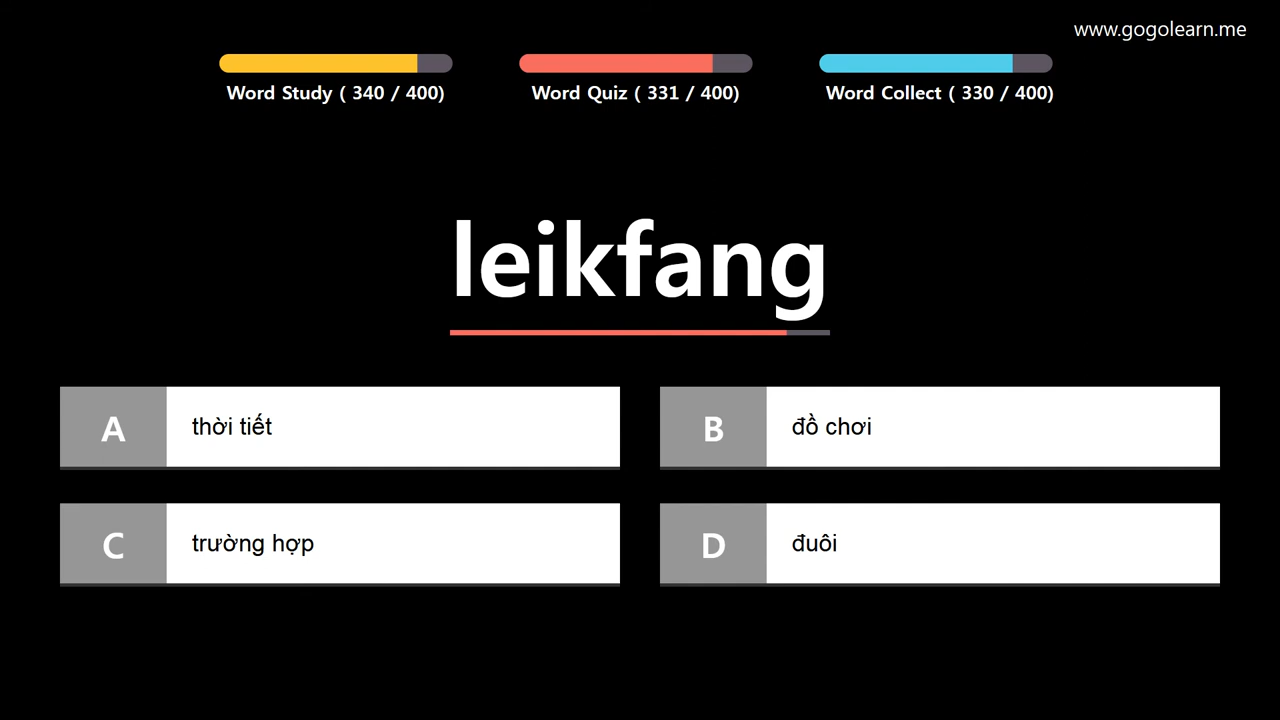 www.gogolearn.me
Word Study ( 340 / 400)
Word Quiz ( 331 / 400)
Word Collect ( 330 / 400)
leikfang
A thời tiết
B đồ chơi
C trường hợp
D đuôi